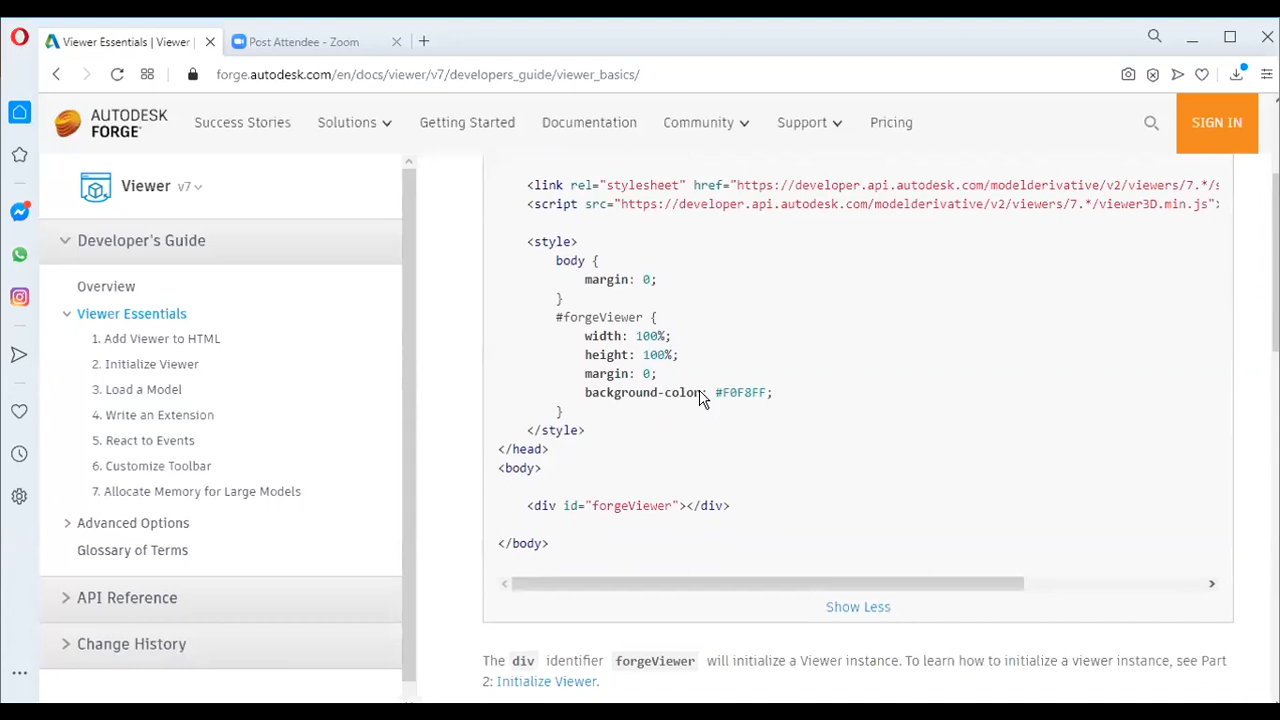 Viewer Essentials | Viewer
Post Attendee - Zoom
forge.autodesk.com/en/docs/viewer/v7/developers_guide/viewer_basics/
AUTODESK
FORGE
Success Stories
Solutions
Getting Started
Documentation
Community
Support
Pricing
SIGN IN
Viewer v7
Developer's Guide
Overview
Viewer Essentials
1. Add Viewer to HTML
2. Initialize Viewer
3. Load a Model
4. Write an Extension
5. React to Events
6. Customize Toolbar
7. Allocate Memory for Large Models
Advanced Options
Glossary of Terms
API Reference
Change History
<link rel="stylesheet" href="https://developer.api.autodesk.com/modelderivative/v2/viewers/7.*/s
<script src="https://developer.api.autodesk.com/modelderivative/v2/viewers/7.*/viewer3D.min.js">
<style>
body {
margin: 0;
}
#forgeViewer {
width: 100%;
height: 100%;
margin: 0;
background-color: #F0F8FF;
}
</style>
</head>
<body>
<div id="forgeViewer"></div>
</body>
Show Less
The div identifier forgeViewer will initialize a Viewer instance. To learn how to initialize a viewer instance, see Part
2: Initialize Viewer.